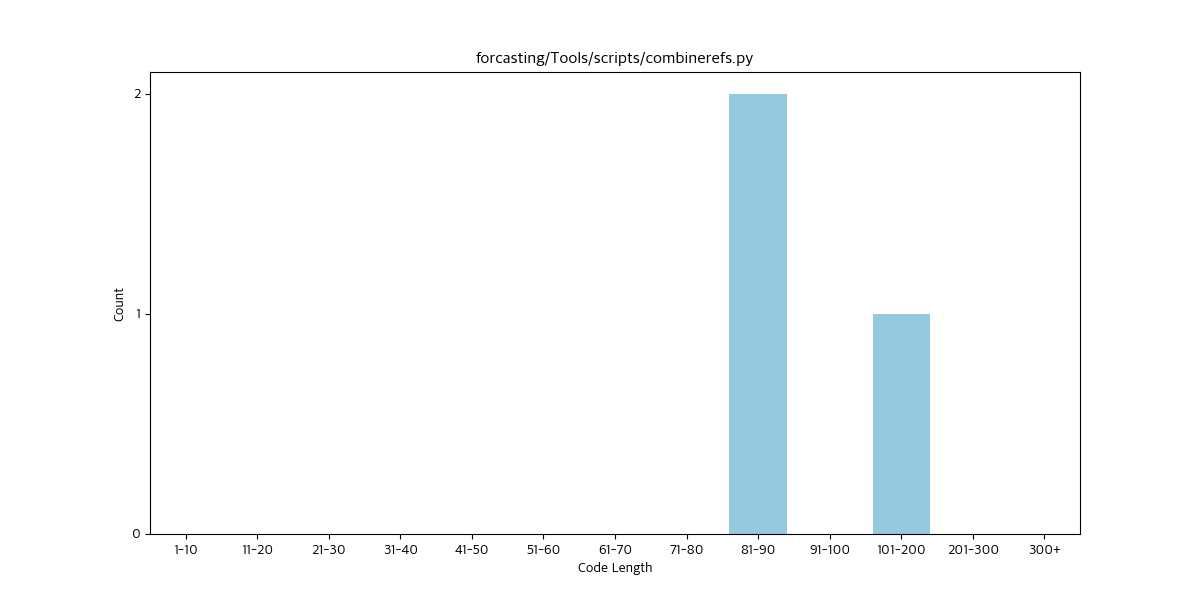 forcasting/Tools/scripts/combinerefs.py
Count
2
1
0
1-10 11-20 21-30 31-40 41-50 51-60 61-70 71-80 81-90 91-100 101-200 201-300 300+
Code Length